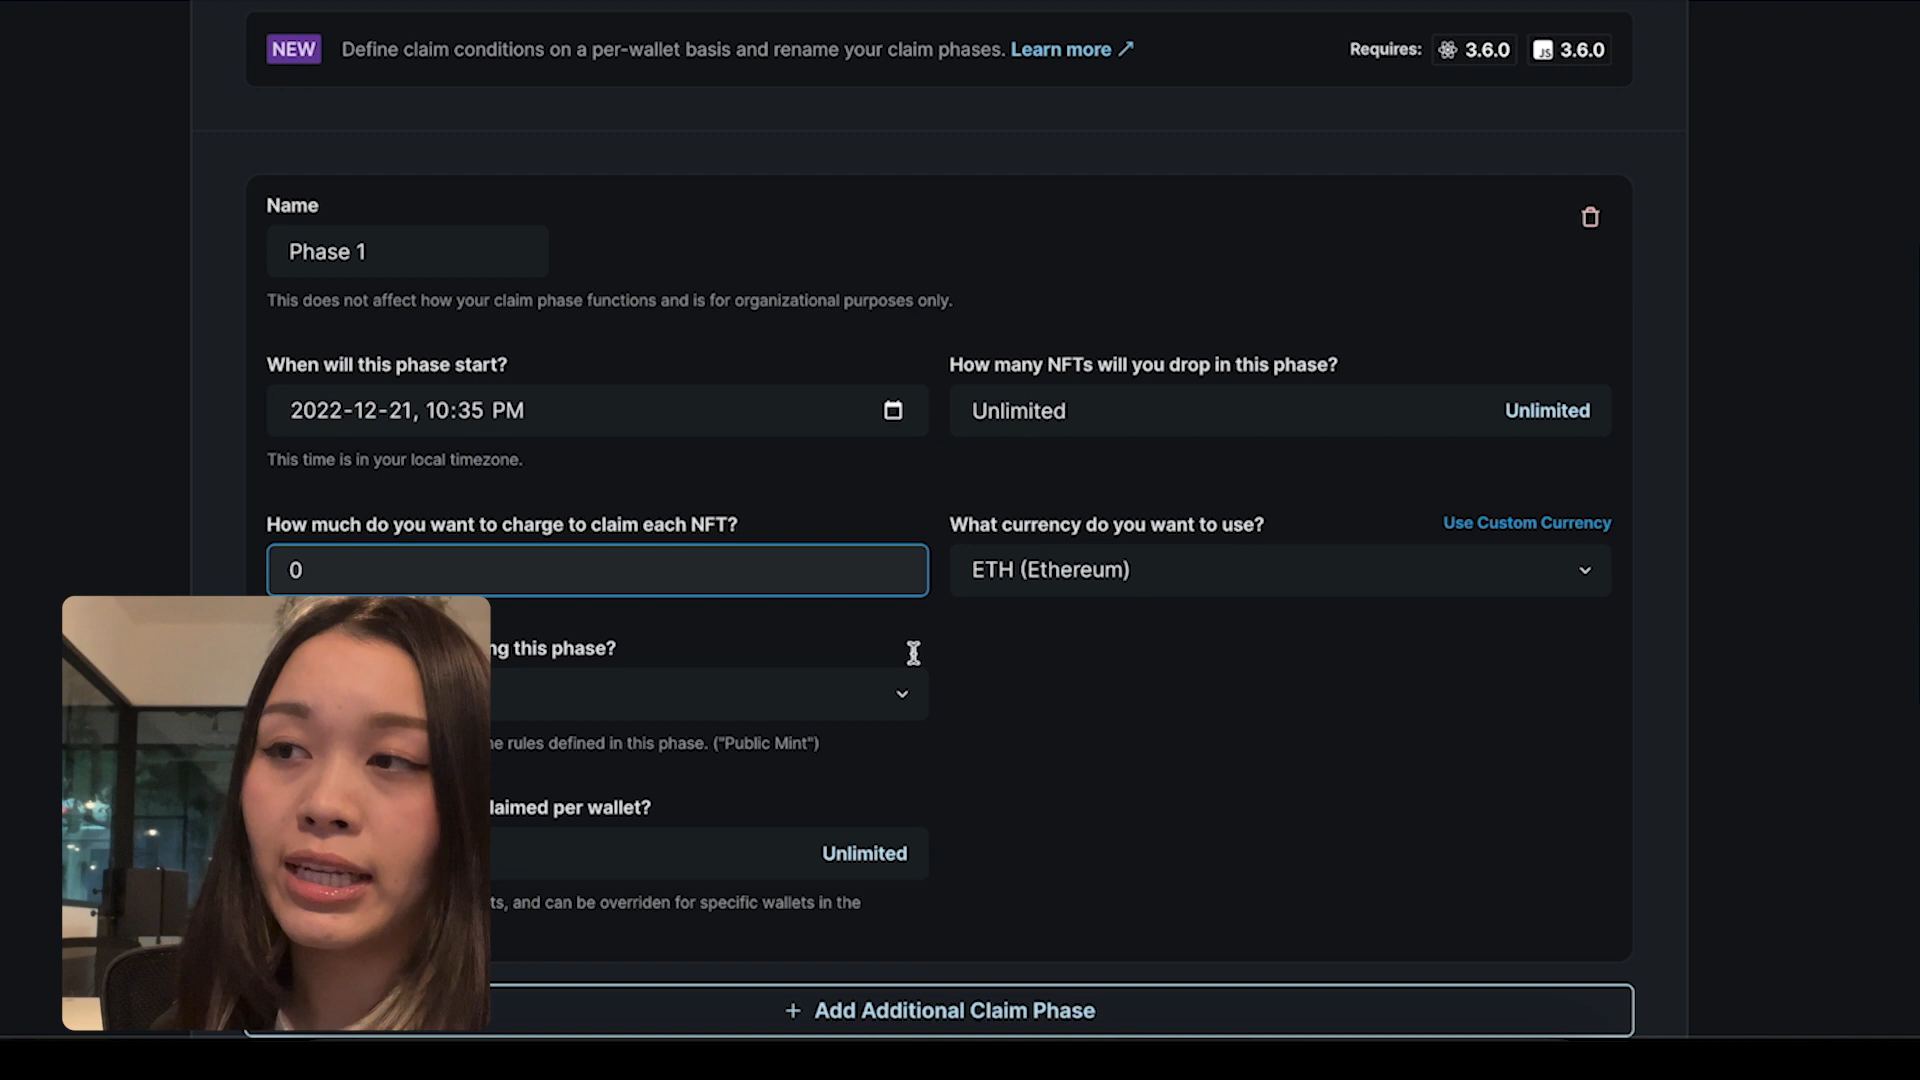 NEW Define claim conditions on a per-wallet basis and rename your claim phases. Learn more Requires: 3.6.0 JS 3.6.0
Name
Phase 1
This does not affect how your claim phase functions and is for organizational purposes only.
When will this phase start? How many NFTs will you drop in this phase?
2022-12-21, 10:35 PM Unlimited Unlimited
This time is in your local timezone.
How much do you want to charge to claim each NFT? What currency do you want to use? Use Custom Currency
0 ETH (Ethereum)
this phase?
rules defined in this phase. ("Public Mint")
per wallet?
Unlimited
and can be overriden for specific wallets in the
+ Add Additional Claim Phase